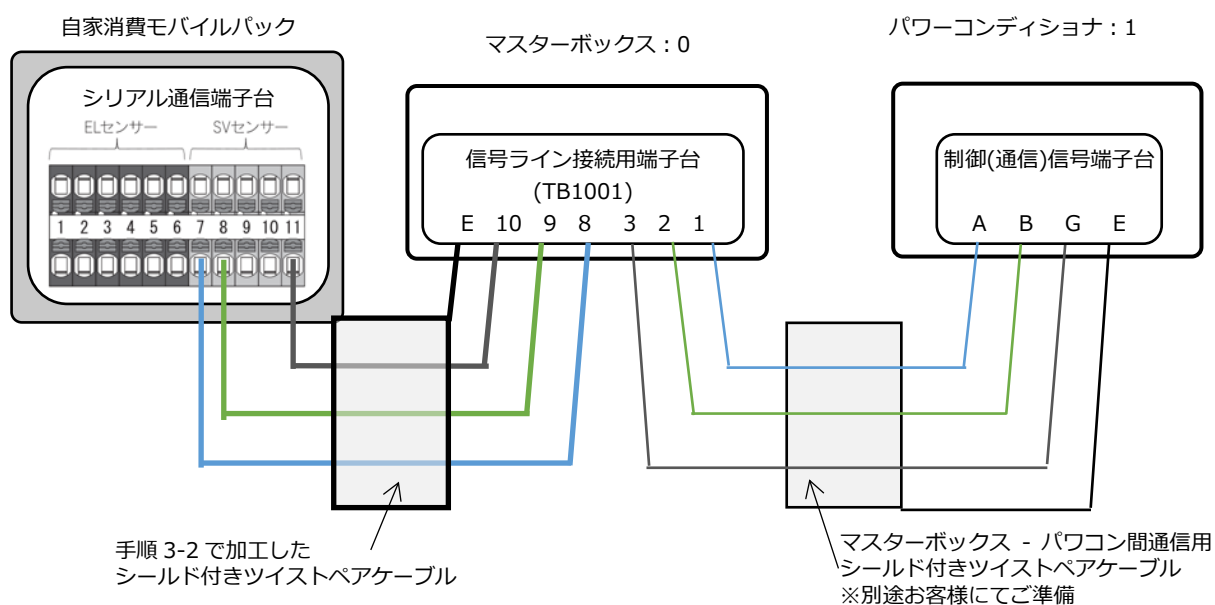 自家消費モバイルパック
マスターボックス:0
パワーコンディショナ:1
シリアル通信端子台
ELセンサー SVセンサー
1 2 3 4 5 6 7 8 9 10 11
信号ライン接続用端子台
(TB1001)
E 10 9 8 3 2 1
制御(通信)信号端子台
A B G E
手順 3-2 で加工した
シールド付きツイストペアケーブル
マスターボックス - パワコン間通信用
シールド付きツイストペアケーブル
※別途お客様にてご準備